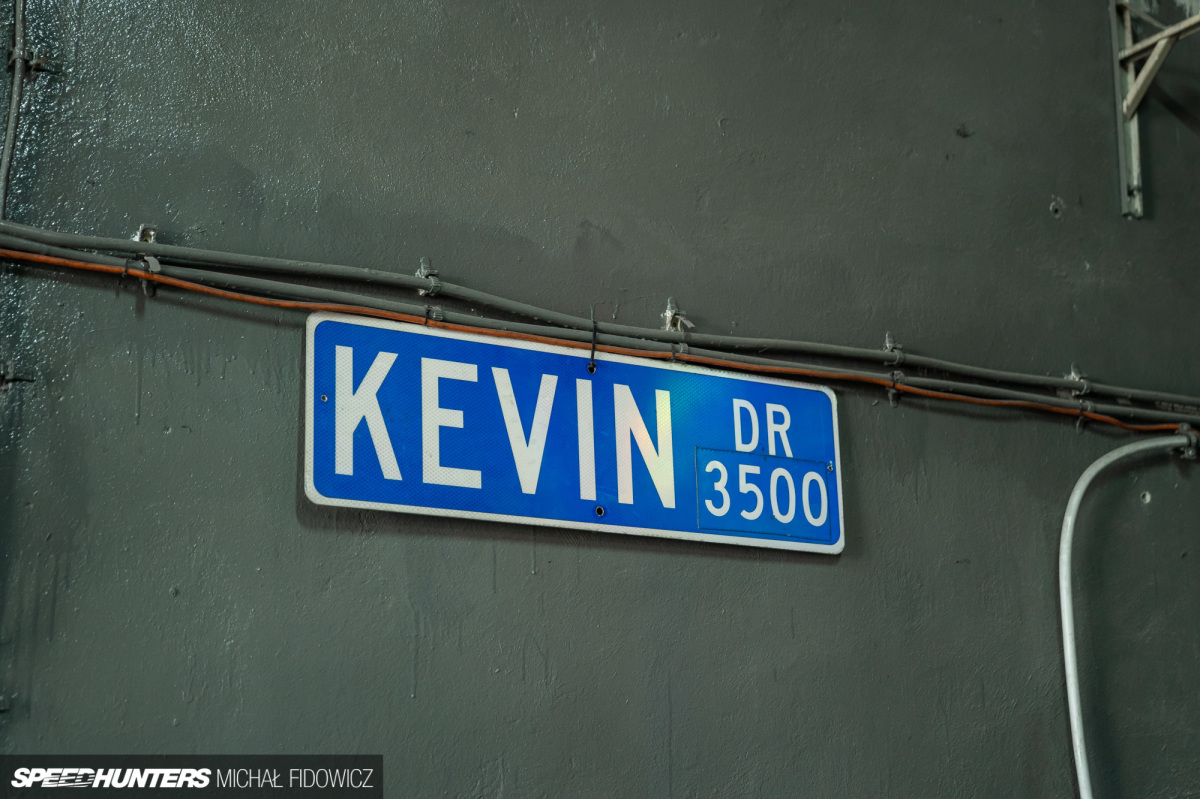 KEVIN DR
3500
SPEEDHUNTERS MICHAŁ FIDOWICZ